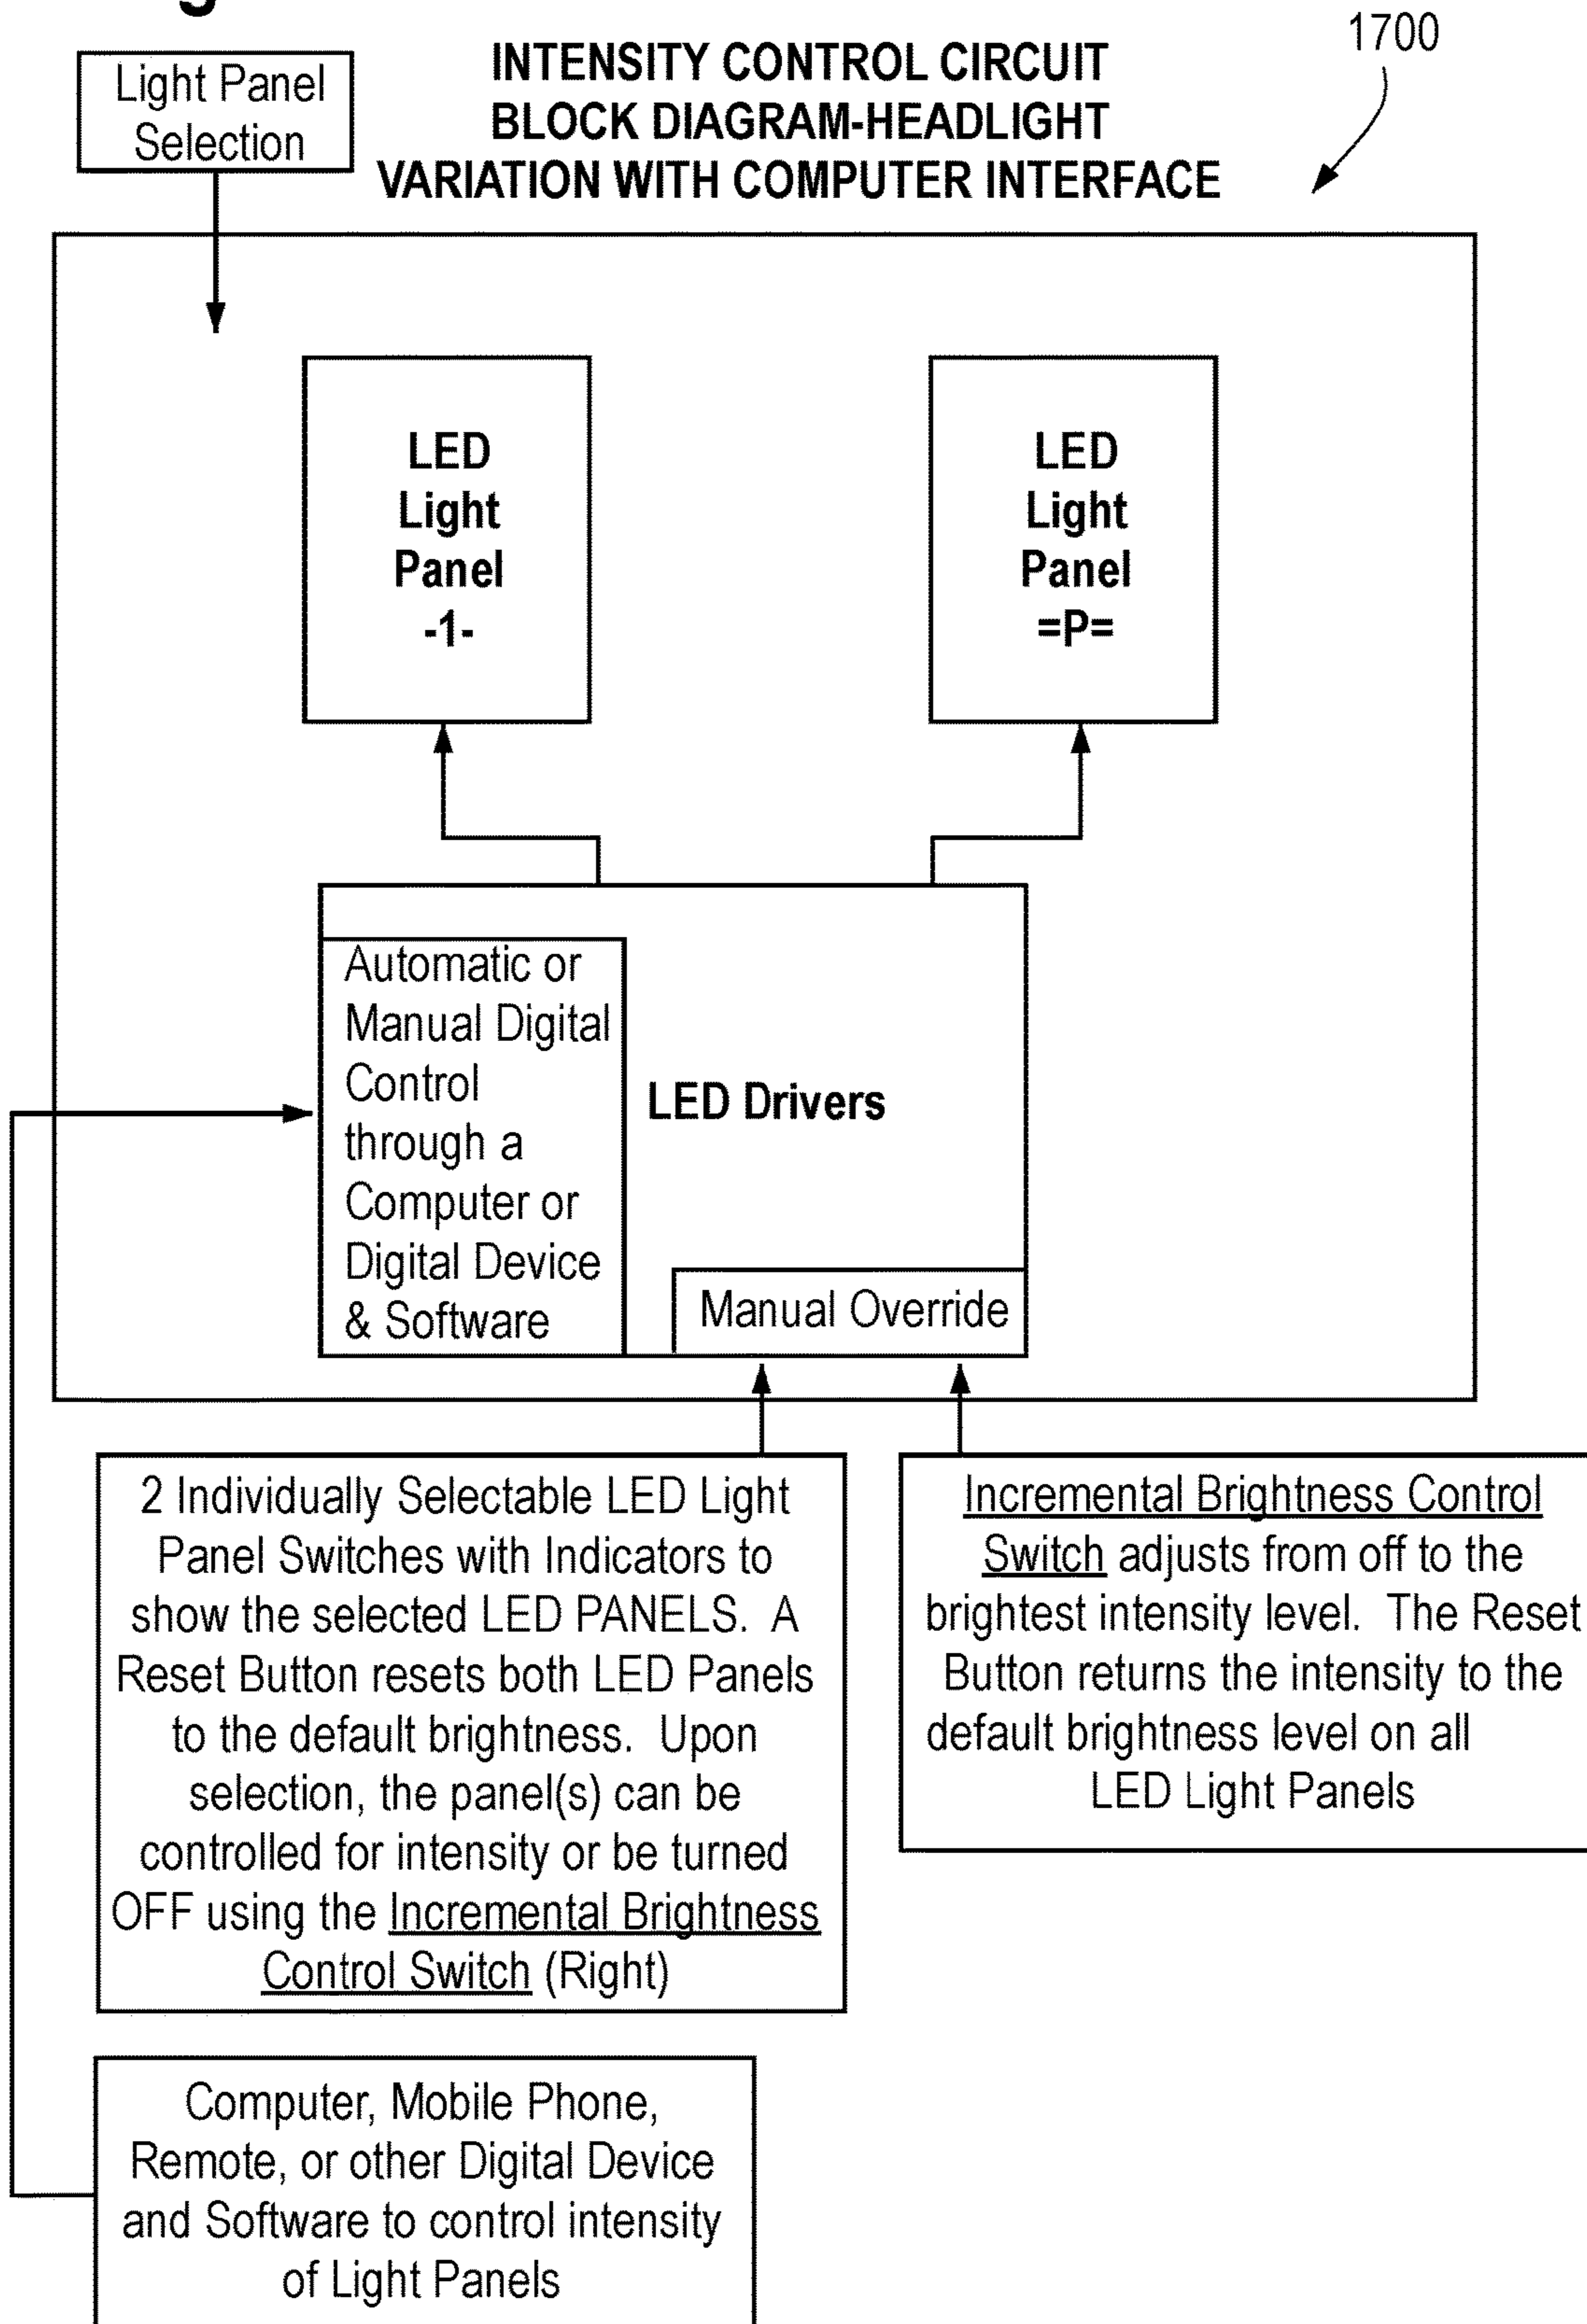 1700
INTENSITY CONTROL CIRCUIT
BLOCK DIAGRAM-HEADLIGHT
VARIATION WITH COMPUTER INTERFACE
Light Panel
Selection
LED
Light
Panel
-1-
LED
Light
Panel
=P=
Automatic or
Manual Digital
Control
through a
Computer or
Digital Device
& Software
LED Drivers
Manual Override
2 Individually Selectable LED Light
Panel Switches with Indicators to
show the selected LED PANELS. A
Reset Button resets both LED Panels
to the default brightness. Upon
selection, the panel(s) can be
controlled for intensity or be turned
OFF using the Incremental Brightness
Control Switch (Right)
Incremental Brightness Control
Switch adjusts from off to the
brightest intensity level. The Reset
Button returns the intensity to the
default brightness level on all
LED Light Panels
Computer, Mobile Phone,
Remote, or other Digital Device
and Software to control intensity
of Light Panels